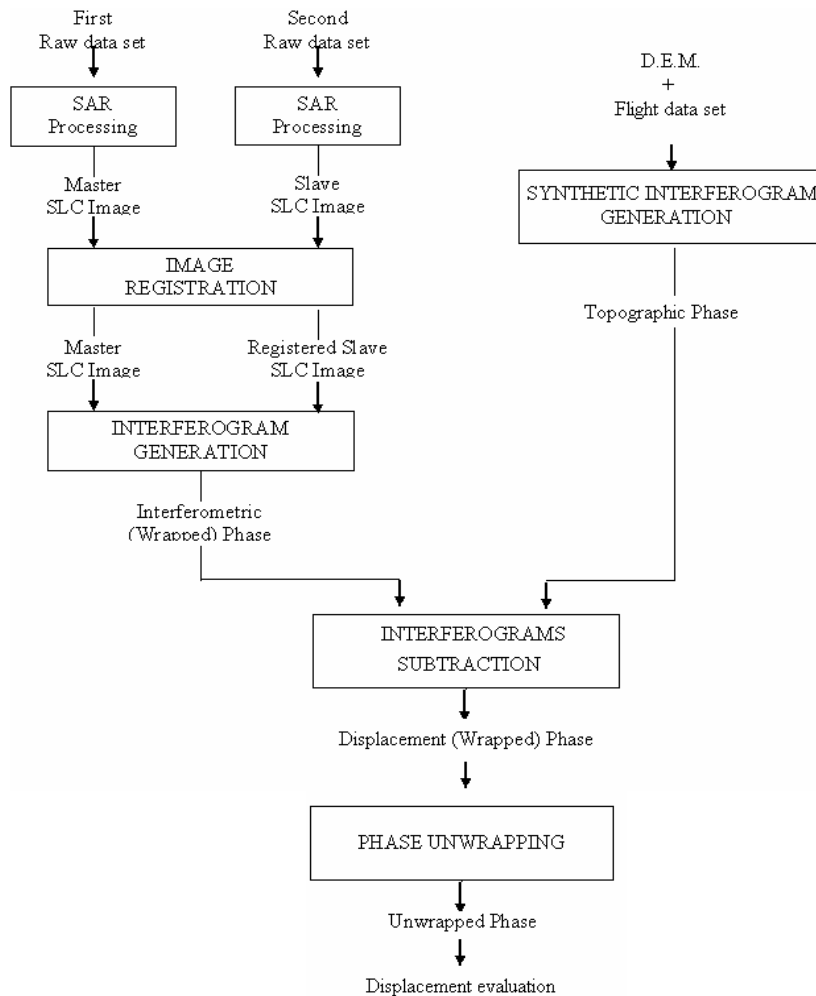 First
Raw data set
Second
Raw data set
D.E.M.
+
Flight data set
SAR
Processing
SAR
Processing
Master
SLC Image
Slave
SLC Image
SYNTHETIC INTERFEROGRAM
GENERATION
IMAGE
REGISTRATION
Topographic Phase
Master
SLC Image
Registered Slave
SLC Image
INTERFEROGRAM
GENERATION
Interferometric
(Wrapped) Phase
INTERFEROGRAMS
SUBTRACTION
Displacement (Wrapped) Phase
PHASE UNWRAPPING
Unwrapped Phase
Displacement evaluation